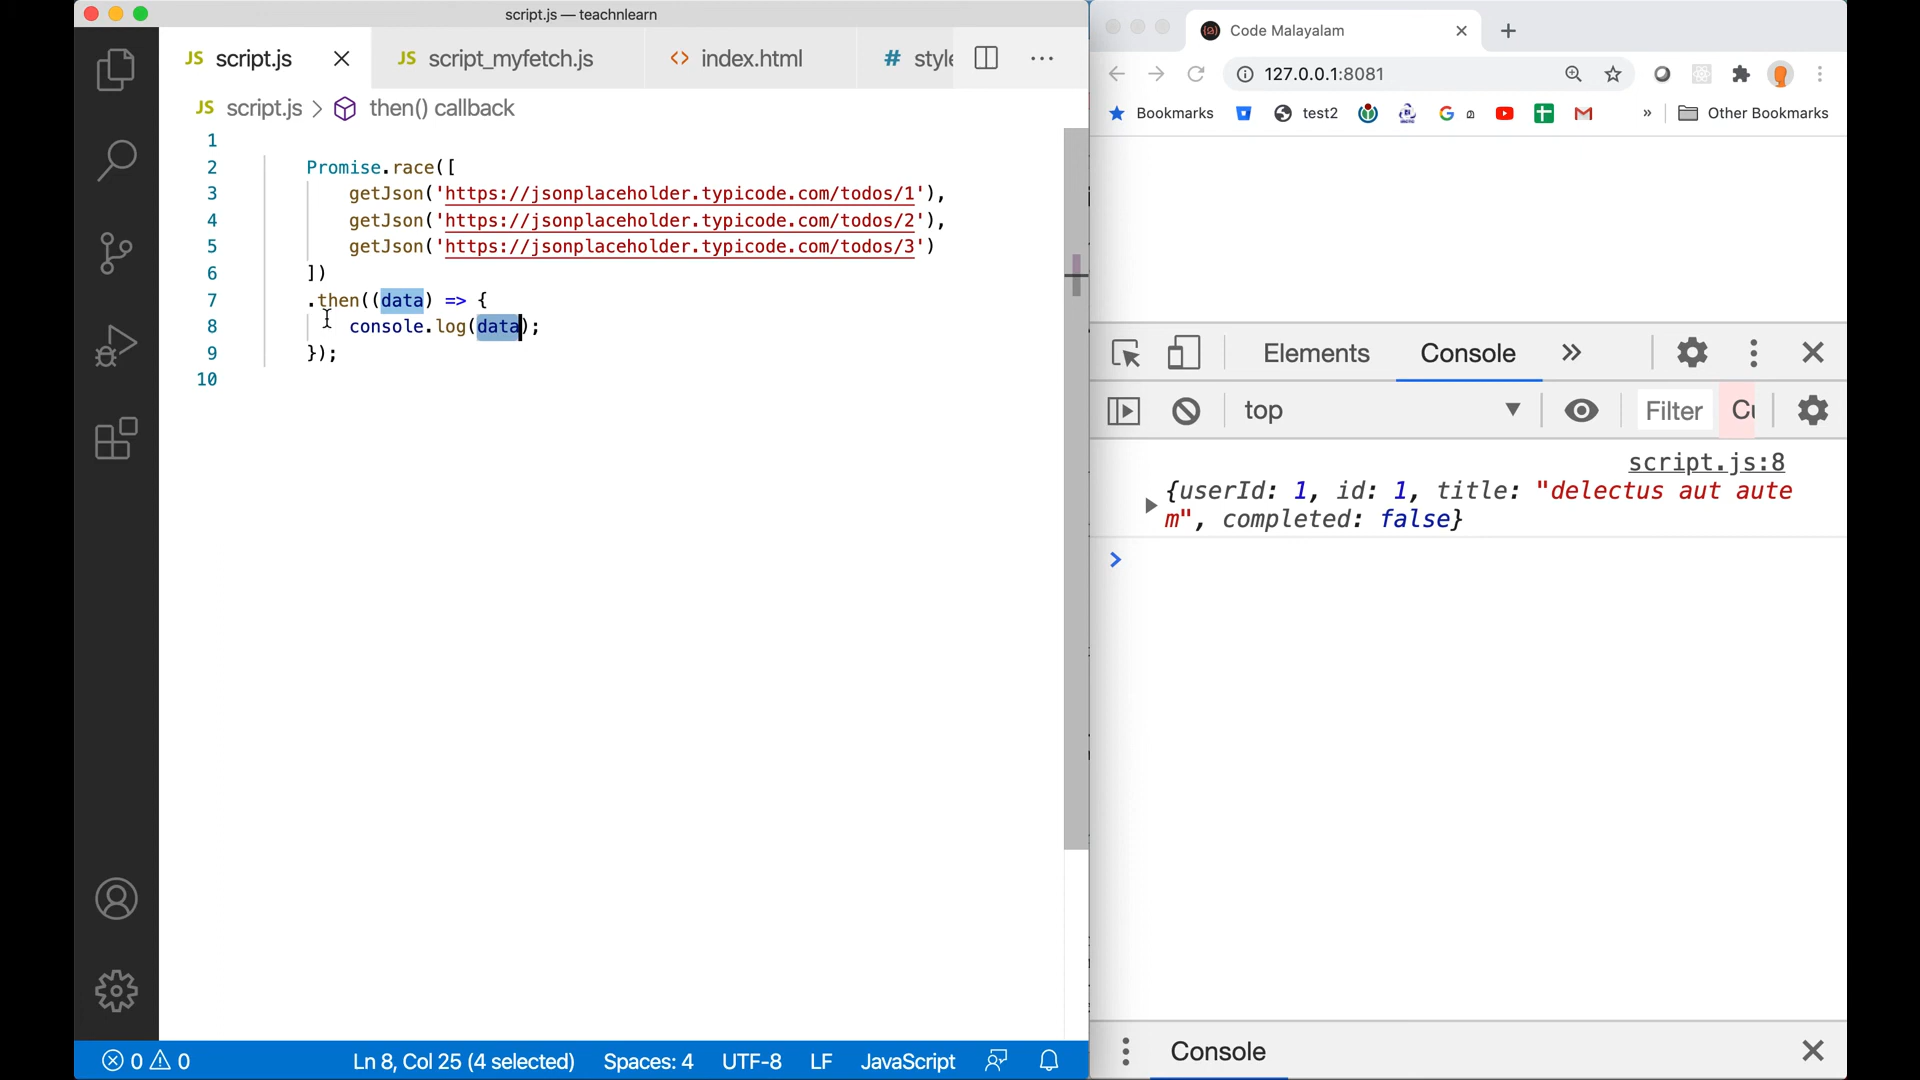 script.js — teachnlearn
JS script.js
JS script_myfetch.js
<> index.html
# style
JS script.js > then() callback
1
2 Promise.race([
3 getJson('https://jsonplaceholder.typicode.com/todos/1'),
4 getJson('https://jsonplaceholder.typicode.com/todos/2'),
5 getJson('https://jsonplaceholder.typicode.com/todos/3')
6 ])
7 .then((data) => {
8 console.log(data);
9 });
10
0 0
Ln 8, Col 25 (4 selected)
Spaces: 4
UTF-8
LF
JavaScript
Code Malayalam
127.0.0.1:8081
Bookmarks
test2
G ത
»
Other Bookmarks
Elements
Console
»
top
Filter
script.js:8
{userId: 1, id: 1, title: "delectus aut aute
m", completed: false}
>
Console